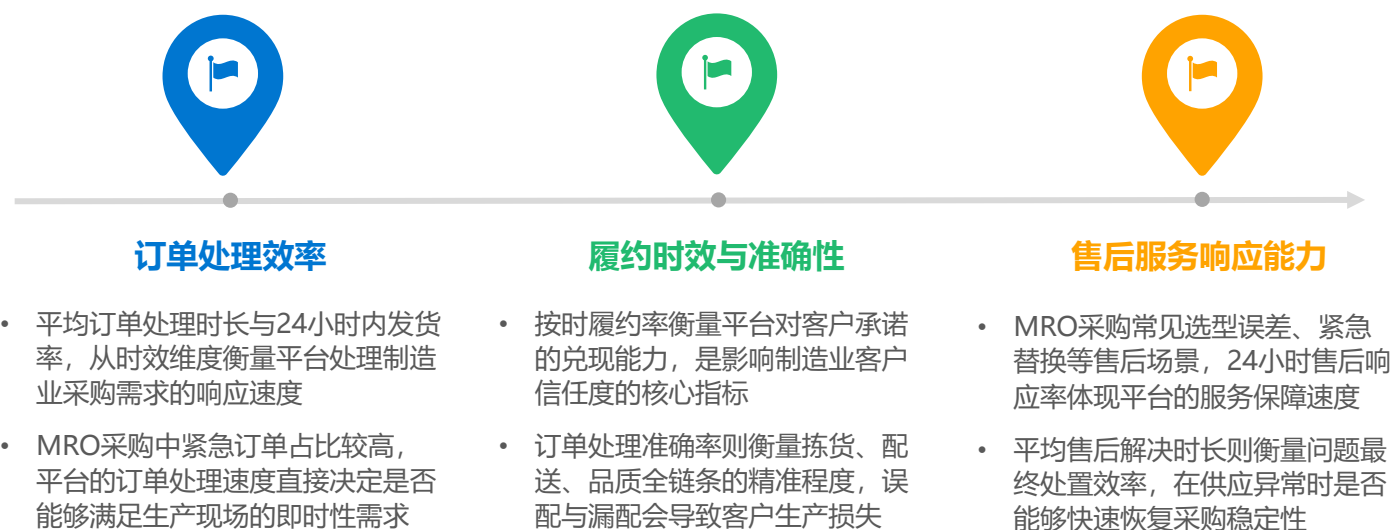 订单处理效率
• 平均订单处理时长与24小时内发货
率，从时效维度衡量平台处理制造
业采购需求的响应速度
• MRO采购中紧急订单占比较高，
平台的订单处理速度直接决定是否
能够满足生产现场的即时性需求
履约时效与准确性
• 按时履约率衡量平台对客户承诺
的兑现能力，是影响制造业客户
信任度的核心指标
• 订单处理准确率则衡量拣货、配
送、品质全链条的精准程度，误
配与漏配会导致客户生产损失
售后服务响应能力
• MRO采购常见选型误差、紧急
替换等售后场景，24小时售后响
应率体现平台的服务保障速度
• 平均售后解决时长则衡量问题最
终处置效率，在供应异常时是否
能够快速恢复采购稳定性